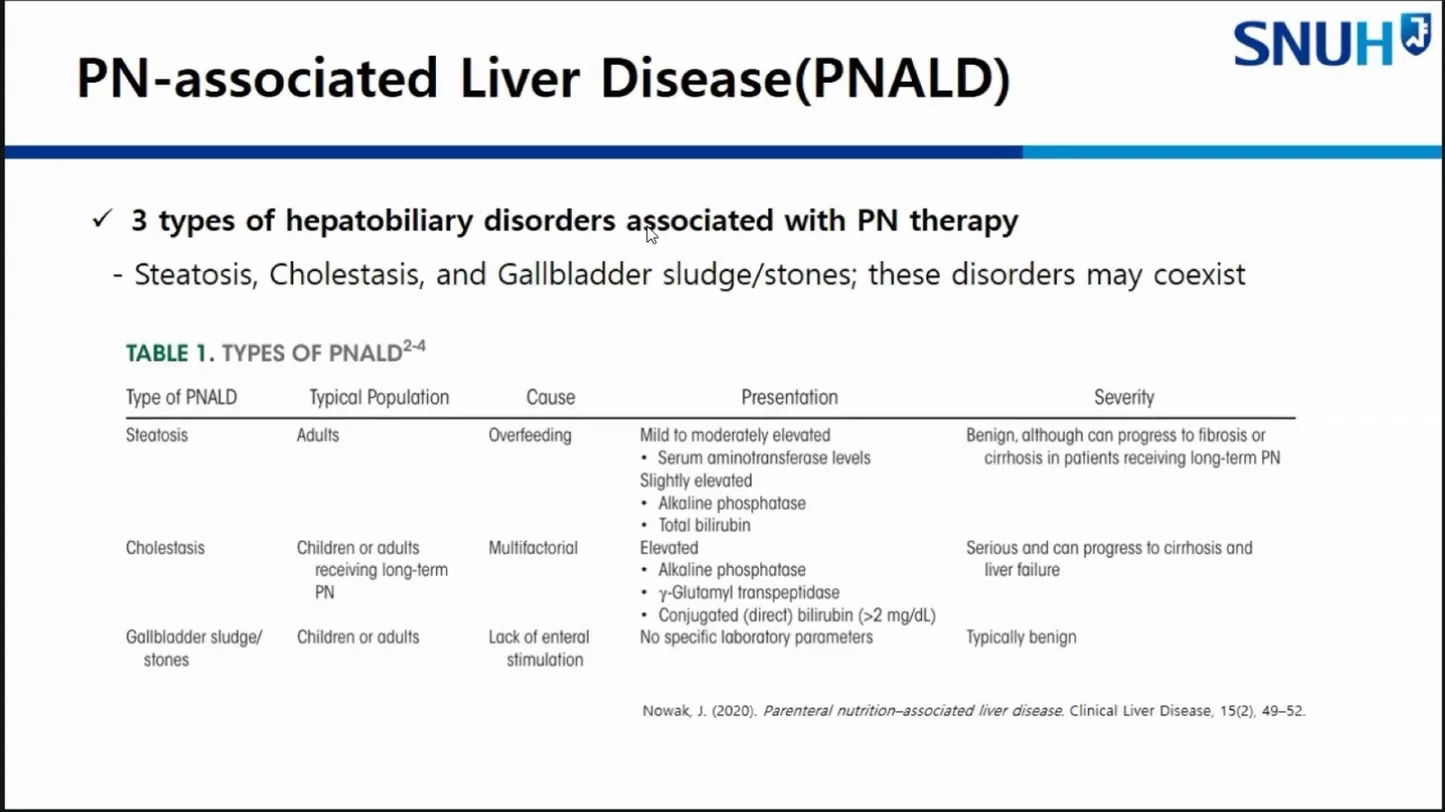 SNUH
PN-associated Liver Disease(PNALD)
✓ 3 types of hepatobiliary disorders associated with PN therapy
- Steatosis, Cholestasis, and Gallbladder sludge/stones; these disorders may coexist
TABLE 1. TYPES OF PNALD2-4
Type of PNALD Typical Population Cause Presentation Severity
Steatosis Adults Overfeeding Mild to moderately elevated Benign, although can progress to fibrosis or
• Serum aminotransferase levels cirrhosis in patients receiving long-term PN
Slightly elevated
• Alkaline phosphatase
• Total bilirubin
Cholestasis Children or adults Multifactorial Elevated Serious and can progress to cirrhosis and
receiving long-term • Alkaline phosphatase liver failure
PN • γ-Glutamyl transpeptidase
• Conjugated (direct) bilirubin (>2 mg/dL)
Gallbladder sludge/ Children or adults Lack of enteral No specific laboratory parameters Typically benign
stones stimulation
Nowak, J. (2020). Parenteral nutrition–associated liver disease. Clinical Liver Disease, 15(2), 49–52.